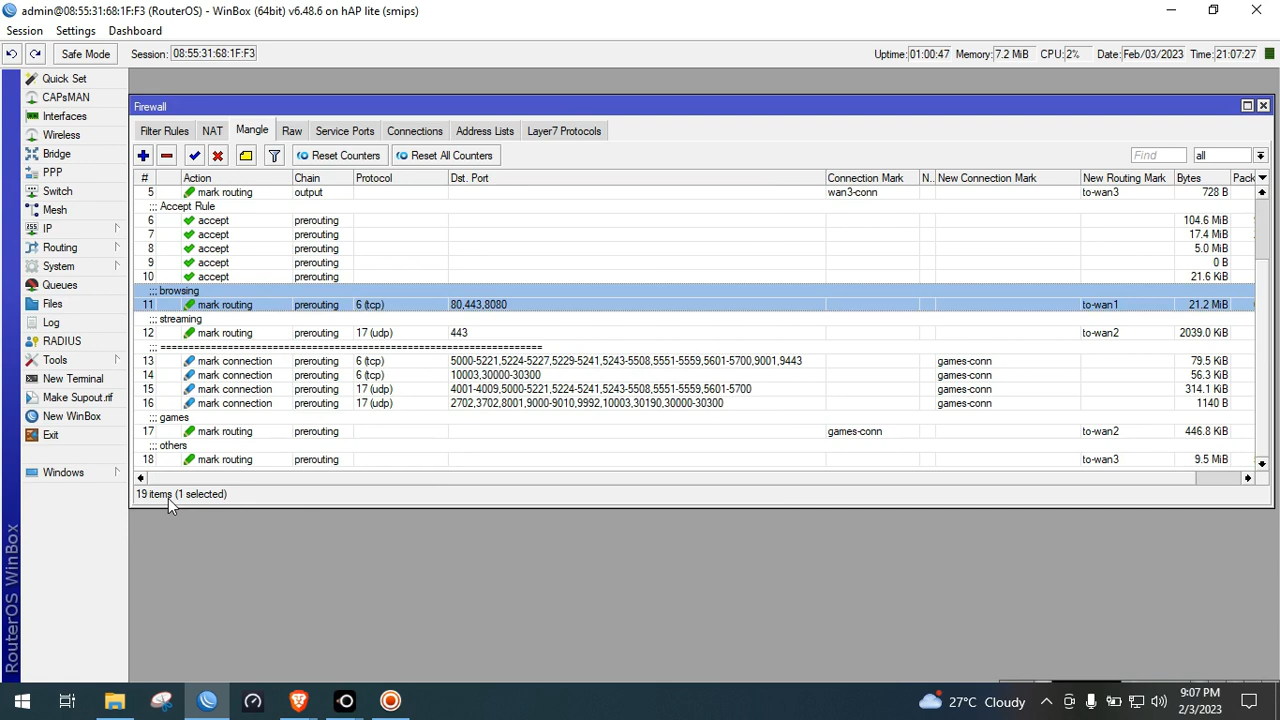 admin@08:55:31:68:1F:F3 (RouterOS) - WinBox (64bit) v6.48.6 on hAP lite (smips)
Session Settings Dashboard
Safe Mode Session: 08:55:31:68:1F:F3 Uptime: 01:00:47 Memory: 7.2 MiB CPU: 2% Date: Feb/03/2023 Time: 21:07:27
Quick Set
CAPsMAN
Interfaces
Wireless
Bridge
PPP
Switch
Mesh
IP
Routing
System
Queues
Files
Log
RADIUS
Tools
New Terminal
Make Supout.rif
New WinBox
Exit
Windows
RouterOS WinBox
Firewall
Filter Rules NAT Mangle Raw Service Ports Connections Address Lists Layer7 Protocols
Reset Counters Reset All Counters Find all
# Action Chain Protocol Dst. Port Connection Mark N.. New Connection Mark New Routing Mark Bytes Pack
5 mark routing output wan3-conn to-wan3 728 B
;;; Accept Rule
6 accept prerouting 104.6 MiB
7 accept prerouting 17.4 MiB
8 accept prerouting 5.0 MiB
9 accept prerouting 0 B
10 accept prerouting 21.6 KiB
;;; browsing
11 mark routing prerouting 6 (tcp) 80,443,8080 to-wan1 21.2 MiB
;;; streaming
12 mark routing prerouting 17 (udp) 443 to-wan2 2039.0 KiB
;;; ================================================================
13 mark connection prerouting 6 (tcp) 5000-5221,5224-5227,5229-5241,5243-5508,5551-5559,5601-5700,9001,9443 games-conn 79.5 KiB
14 mark connection prerouting 6 (tcp) 10003,30000-30300 games-conn 56.3 KiB
15 mark connection prerouting 17 (udp) 4001-4009,5000-5221,5224-5241,5243-5508,5551-5559,5601-5700 games-conn 314.1 KiB
16 mark connection prerouting 17 (udp) 2702,3702,8001,9000-9010,9992,10003,30190,30000-30300 games-conn 1140 B
;;; games
17 mark routing prerouting games-conn to-wan2 446.8 KiB
;;; others
18 mark routing prerouting to-wan3 9.5 MiB
19 items (1 selected)
27°C Cloudy
9:07 PM
2/3/2023